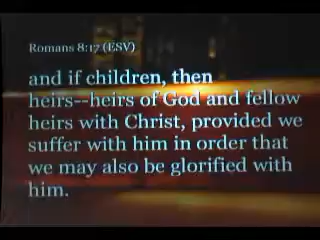 Romans 8:17 (ESV)
and if children, then
heirs--heirs of God and fellow
heirs with Christ, provided we
suffer with him in order that
we may also be glorified with
him.